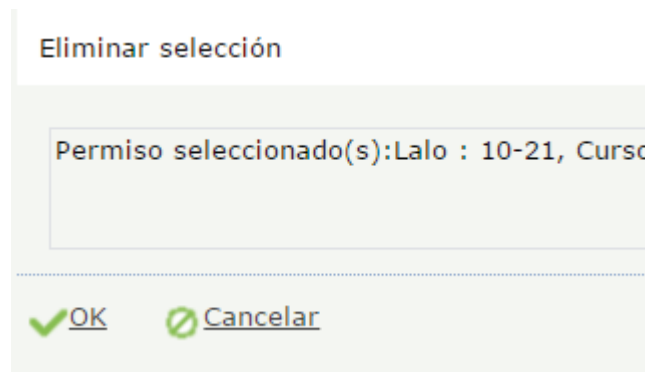 Eliminar selección
Permiso seleccionado(s):Lalo : 10-21, Curso
OK Cancelar